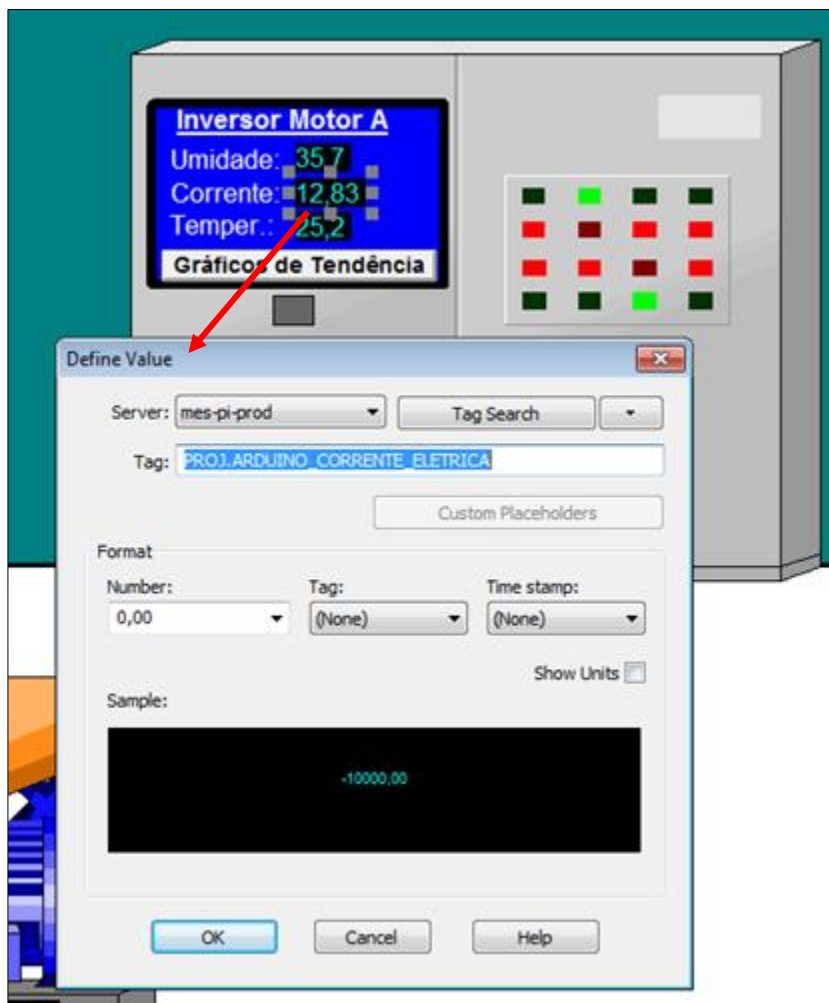 Inversor Motor A
Umidade: 35,7
Corrente: 12,83
Temper.: 25,2
Gráficos de Tendência
Define Value
Server: mes-pi-prod Tag Search
Tag: PROJ.ARDUINO_CORRENTE_ELETRICA
Custom Placeholders
Format
Number: Tag: Time stamp:
0,00 (None) (None)
Show Units
Sample:
-10000,00
OK Cancel Help